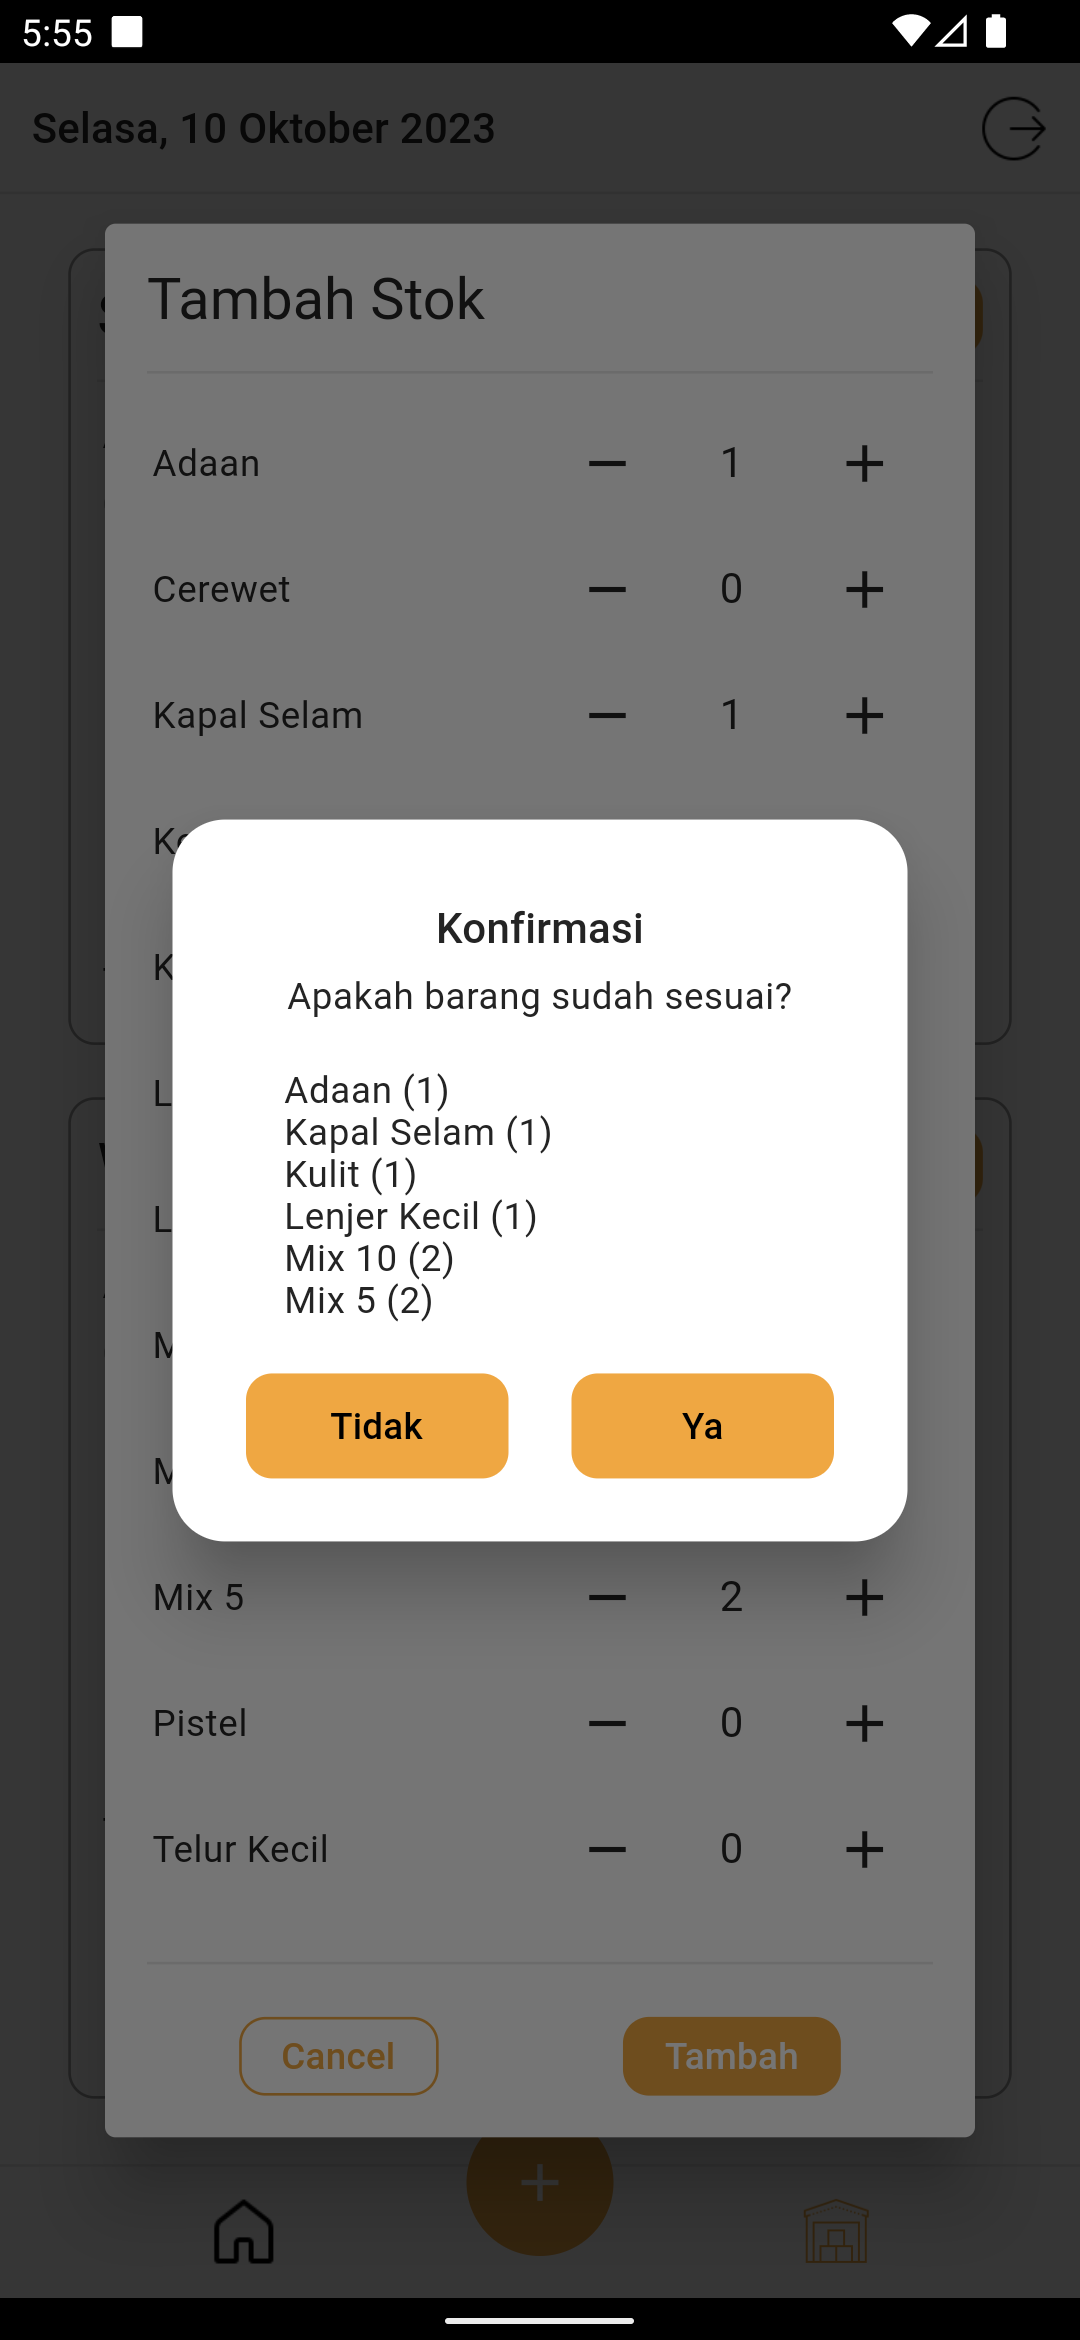 5:55
Selasa, 10 Oktober 2023
Tambah Stok
Adaan 1
Cerewet 0
Kapal Selam 1
Konfirmasi
Apakah barang sudah sesuai?
Adaan (1)
Kapal Selam (1)
Kulit (1)
Lenjer Kecil (1)
Mix 10 (2)
Mix 5 (2)
Tidak Ya
Mix 5 2
Pistel 0
Telur Kecil 0
Cancel Tambah